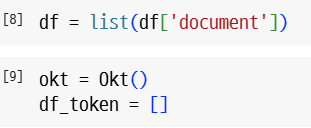 [8] df = list(df['document'])
[9] okt = Okt()
df_token = []